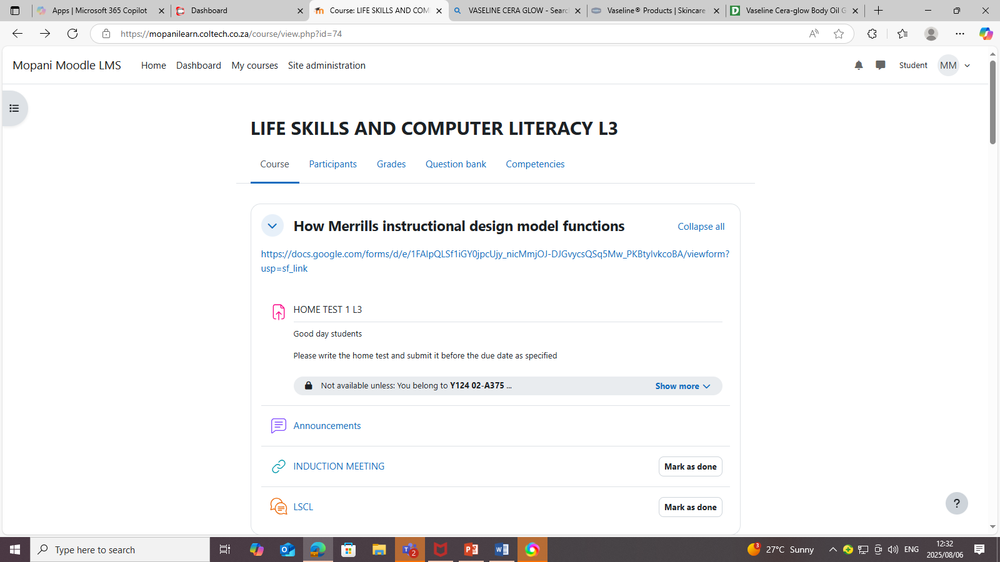 Apps | Microsoft 365 Copilot
Dashboard
Course: LIFE SKILLS AND COM
VASELINE CERA GLOW - Searc
Vaseline® Products | Skincare
Vaseline Cera-glow Body Oil G
https://mopanilearn.coltech.co.za/course/view.php?id=74
Mopani Moodle LMS
Home
Dashboard
My courses
Site administration
Student
MM
LIFE SKILLS AND COMPUTER LITERACY L3
Course
Participants
Grades
Question bank
Competencies
How Merrills instructional design model functions
Collapse all
https://docs.google.com/forms/d/e/1FAIpQLSf1iGY0jpcUjy_nicMmjOJ-DJGvycsQSq5Mw_PKBtyIvkcoBA/viewform?
usp=sf_link
HOME TEST 1 L3
Good day students
Please write the home test and submit it before the due date as specified
Not available unless: You belong to Y124 02-A375 ...
Show more
Announcements
INDUCTION MEETING
Mark as done
LSCL
Mark as done
?
Type here to search
2
3
27°C Sunny
ENG
12:32
2025/08/06